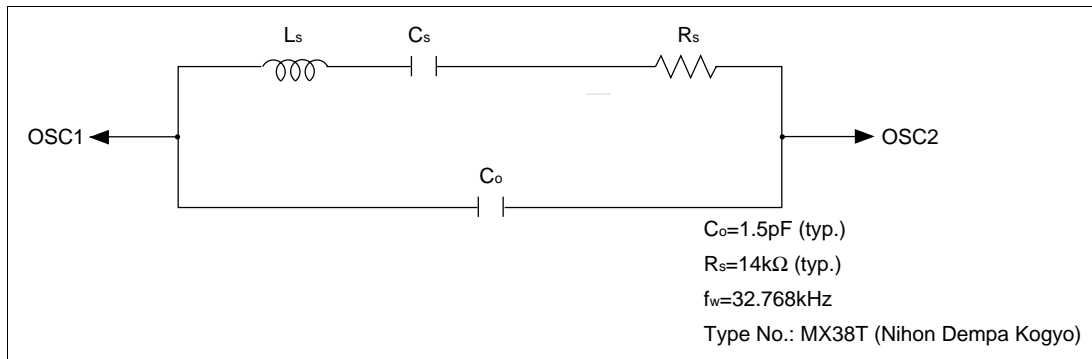 Ls
Cs
Rs
OSC1
OSC2
Co
Co=1.5pF (typ.)
Rs=14kΩ (typ.)
fw=32.768kHz
Type No.: MX38T (Nihon Dempa Kogyo)